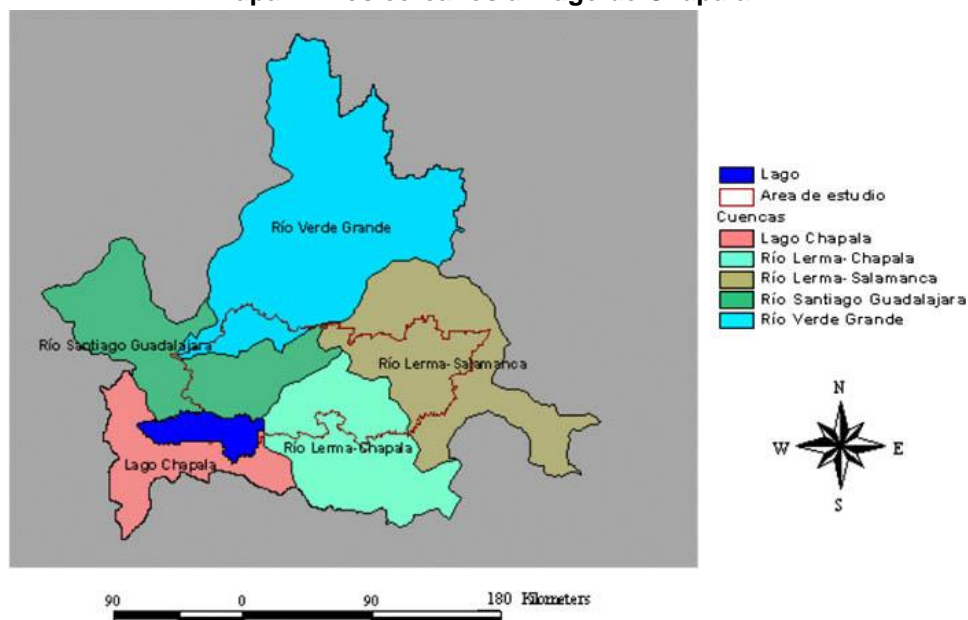 Río Verde Grande
Río Santiago Guadalajara
Río Lerma-Salamanca
Río Lerma-Chapala
Lago Chapala
Lago
Area de estudio
Cuencas
Lago Chapala
Río Lerma-Chapala
Río Lerma-Salamanca
Río Santiago Guadalajara
Río Verde Grande
N
W E
S
90 0 90 180 Kilometers